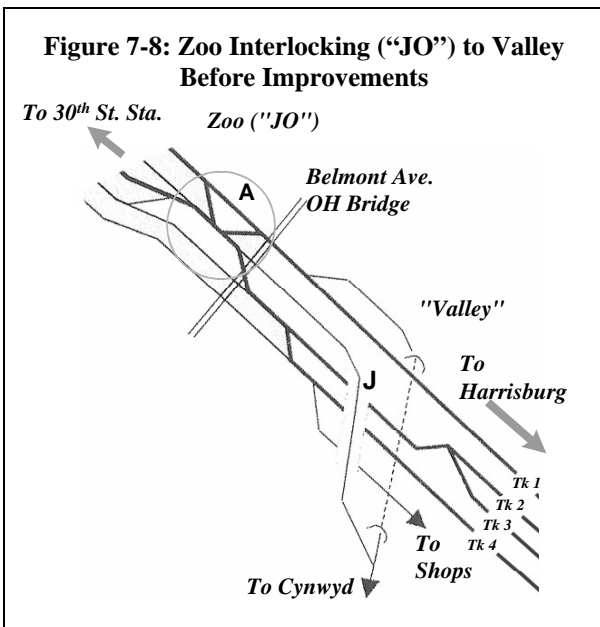 Figure 7-8: Zoo Interlocking (“JO”) to Valley
Before Improvements
To 30th St. Sta.
Zoo ("JO")
A
Belmont Ave.
OH Bridge
"Valley"
J
To
Harrisburg
Tk 1
Tk 2
Tk 3
Tk 4
To
Shops
To Cynwyd